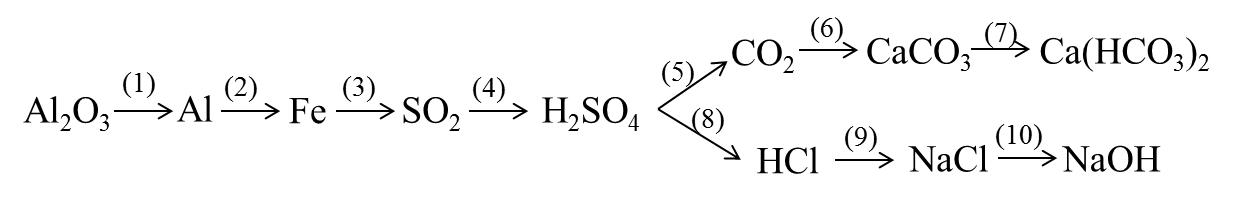 Al₂O₃ (1) → Al (2) → Fe (3) → SO₂ (4) → H₂SO₄
(5) → CO₂ (6) → CaCO₃ (7) → Ca(HCO₃)₂
(8) → HCl (9) → NaCl (10) → NaOH